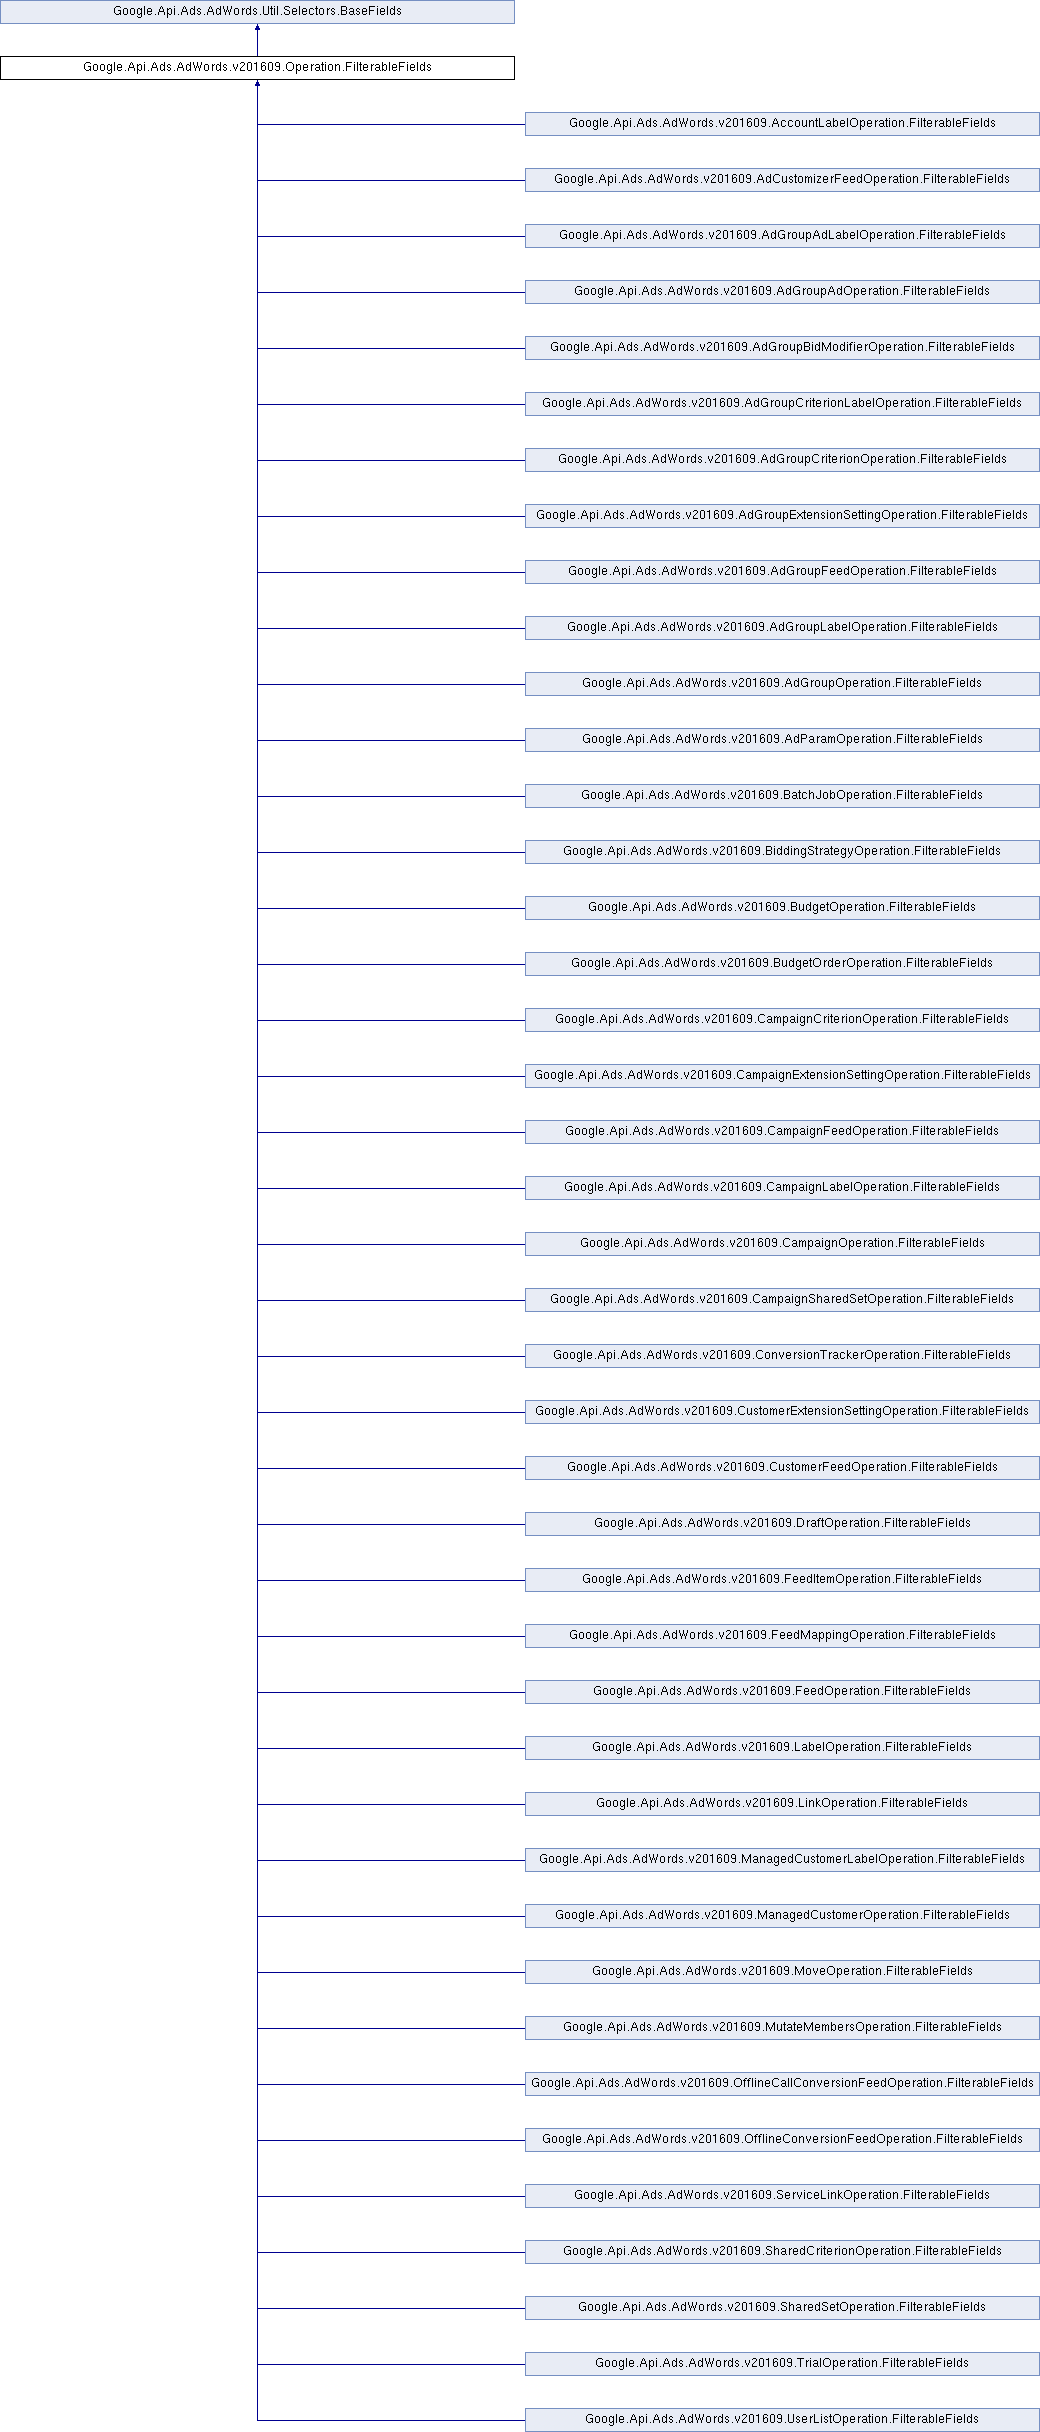 Google.Api.Ads.AdWords.Util.Selectors.BaseFields
Google.Api.Ads.AdWords.v201609.Operation.FilterableFields
Google.Api.Ads.AdWords.v201609.AccountLabelOperation.FilterableFields
Google.Api.Ads.AdWords.v201609.AdCustomizerFeedOperation.FilterableFields
Google.Api.Ads.AdWords.v201609.AdGroupAdLabelOperation.FilterableFields
Google.Api.Ads.AdWords.v201609.AdGroupAdOperation.FilterableFields
Google.Api.Ads.AdWords.v201609.AdGroupBidModifierOperation.FilterableFields
Google.Api.Ads.AdWords.v201609.AdGroupCriterionLabelOperation.FilterableFields
Google.Api.Ads.AdWords.v201609.AdGroupCriterionOperation.FilterableFields
Google.Api.Ads.AdWords.v201609.AdGroupExtensionSettingOperation.FilterableFields
Google.Api.Ads.AdWords.v201609.AdGroupFeedOperation.FilterableFields
Google.Api.Ads.AdWords.v201609.AdGroupLabelOperation.FilterableFields
Google.Api.Ads.AdWords.v201609.AdGroupOperation.FilterableFields
Google.Api.Ads.AdWords.v201609.AdParamOperation.FilterableFields
Google.Api.Ads.AdWords.v201609.BatchJobOperation.FilterableFields
Google.Api.Ads.AdWords.v201609.BiddingStrategyOperation.FilterableFields
Google.Api.Ads.AdWords.v201609.BudgetOperation.FilterableFields
Google.Api.Ads.AdWords.v201609.BudgetOrderOperation.FilterableFields
Google.Api.Ads.AdWords.v201609.CampaignCriterionOperation.FilterableFields
Google.Api.Ads.AdWords.v201609.CampaignExtensionSettingOperation.FilterableFields
Google.Api.Ads.AdWords.v201609.CampaignFeedOperation.FilterableFields
Google.Api.Ads.AdWords.v201609.CampaignLabelOperation.FilterableFields
Google.Api.Ads.AdWords.v201609.CampaignOperation.FilterableFields
Google.Api.Ads.AdWords.v201609.CampaignSharedSetOperation.FilterableFields
Google.Api.Ads.AdWords.v201609.ConversionTrackerOperation.FilterableFields
Google.Api.Ads.AdWords.v201609.CustomerExtensionSettingOperation.FilterableFields
Google.Api.Ads.AdWords.v201609.CustomerFeedOperation.FilterableFields
Google.Api.Ads.AdWords.v201609.DraftOperation.FilterableFields
Google.Api.Ads.AdWords.v201609.FeedItemOperation.FilterableFields
Google.Api.Ads.AdWords.v201609.FeedMappingOperation.FilterableFields
Google.Api.Ads.AdWords.v201609.FeedOperation.FilterableFields
Google.Api.Ads.AdWords.v201609.LabelOperation.FilterableFields
Google.Api.Ads.AdWords.v201609.LinkOperation.FilterableFields
Google.Api.Ads.AdWords.v201609.ManagedCustomerLabelOperation.FilterableFields
Google.Api.Ads.AdWords.v201609.ManagedCustomerOperation.FilterableFields
Google.Api.Ads.AdWords.v201609.MoveOperation.FilterableFields
Google.Api.Ads.AdWords.v201609.MutateMembersOperation.FilterableFields
Google.Api.Ads.AdWords.v201609.OfflineCallConversionFeedOperation.FilterableFields
Google.Api.Ads.AdWords.v201609.OfflineConversionFeedOperation.FilterableFields
Google.Api.Ads.AdWords.v201609.ServiceLinkOperation.FilterableFields
Google.Api.Ads.AdWords.v201609.SharedCriterionOperation.FilterableFields
Google.Api.Ads.AdWords.v201609.SharedSetOperation.FilterableFields
Google.Api.Ads.AdWords.v201609.TrialOperation.FilterableFields
Google.Api.Ads.AdWords.v201609.UserListOperation.FilterableFields